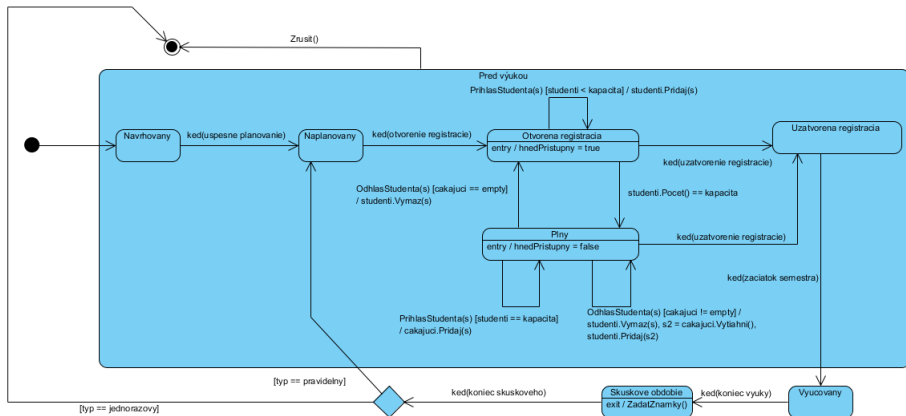 Zrusit()
Pred výukou
PrihlasStudenta(s) [studenti < kapacita] / studenti.Pridaj(s)
Navrhovany
ked(uspesne planovanie)
Naplanovany
ked(otvorenie registracie)
Otvorena registracia
entry / hnedPristupny = true
Uzatvorena registracia
ked(uzatvorenie registracie)
OdhlasStudenta(s) [cakajuci == empty]
/ studenti.Vymaz(s)
studenti.Pocet() == kapacita
Plny
entry / hnedPristupny = false
ked(uzatvorenie registracie)
ked(zaciatok semestra)
PrihlasStudenta(s) [studenti == kapacita]
/ cakajuci.Pridaj(s)
OdhlasStudenta(s) [cakajuci != empty] /
studenti.Vymaz(s), s2 = cakajuci.Vytiahni(),
studenti.Pridaj(s2)
[typ == pravidelny]
[typ == jednorazovy]
ked(koniec skuskoveho)
Skuskove obdobie
exit / ZadatZnamky()
ked(koniec vyuky)
Vyucovany